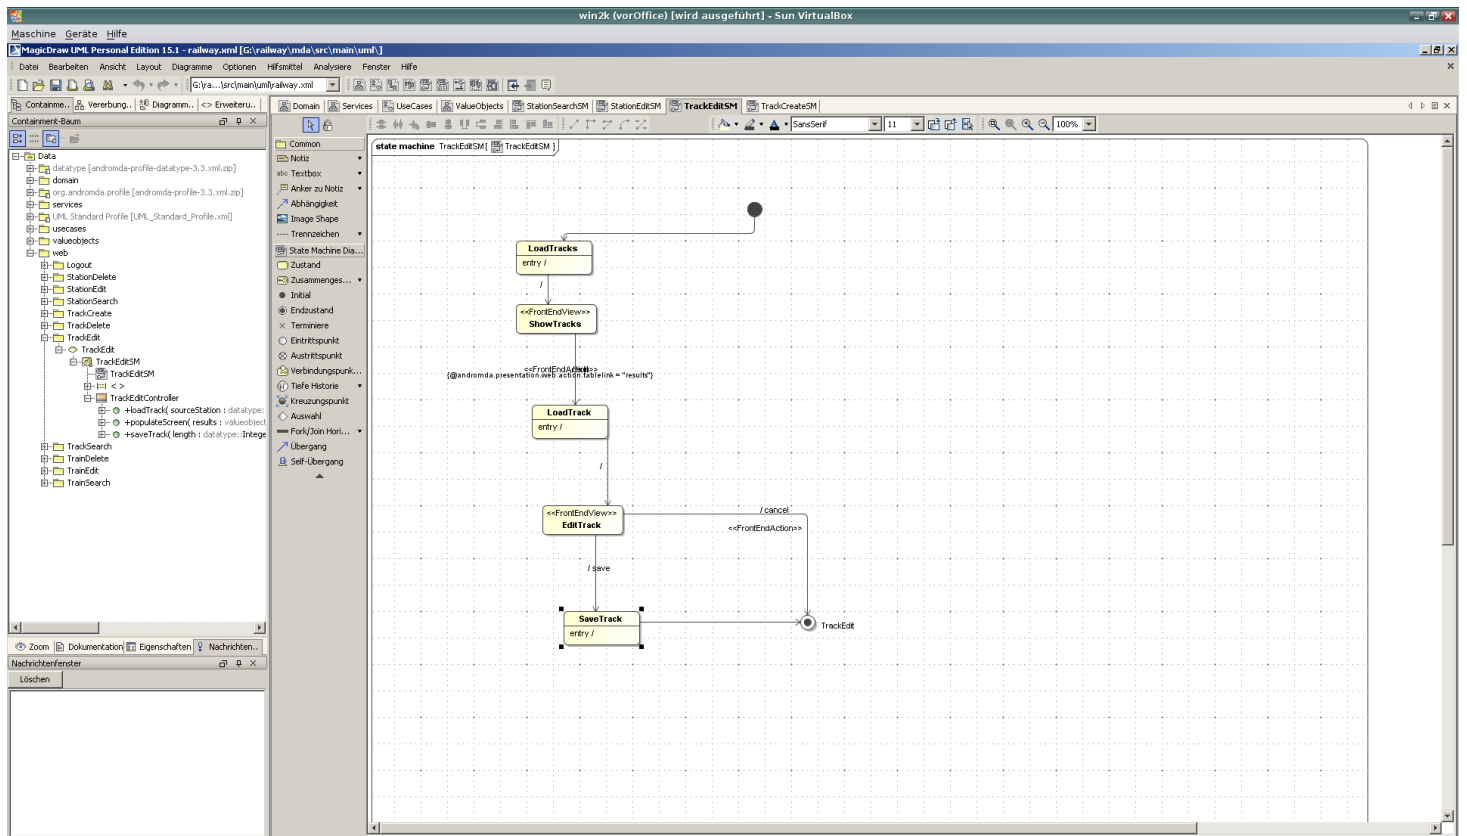 win2k (vorOffice) [wird ausgeführt] - Sun VirtualBox
Maschine Geräte Hilfe
MagicDraw UML Personal Edition 15.1 - railway.xml [G:\railway\mda\src\main\uml\]
Datei Bearbeiten Ansicht Layout Diagramme Optionen Hilfsmittel Analysiere Fenster Hilfe
G:\ra...\src\main\uml\railway.xml
Containme.. Vererbung.. Diagramm.. <> Erweiteru..
Domain Services UseCases ValueObjects StationSearchSM StationEditSM TrackEditSM TrackCreateSM
Containment-Baum
SansSerif 11 100%
Data
datatype [andromda-profile-datatype-3.3.xml.zip]
domain
org.andromda.profile [andromda-profile-3.3.xml.zip]
services
UML Standard Profile [UML_Standard_Profile.xml]
usecases
valueobjects
web
Logout
StationDelete
StationEdit
StationSearch
TrackCreate
TrackDelete
TrackEdit
TrackEdit
TrackEditSM
TrackEditSM
< >
TrackEditController
+loadTrack( sourceStation : datatype:
+populateScreen( results : valueobject
+saveTrack( length : datatype::Intege
TrackSearch
TrainDelete
TrainEdit
TrainSearch
Zoom Dokumentation Eigenschaften Nachrichten..
Nachrichtenfenster
Löschen
Common
Notiz
abc Textbox
Anker zu Notiz
Abhängigkeit
Image Shape
Trennzeichen
State Machine Dia...
Zustand
Zusammenges...
Initial
Endzustand
Terminiere
Eintrittspunkt
Austrittspunkt
Verbindungspunk...
Tiefe Historie
Kreuzungspunkt
Auswahl
Fork/Join Hori...
Übergang
Self-Übergang
state machine TrackEditSM [ TrackEditSM ]
LoadTracks
entry /
/
<<FrontEndView>>
ShowTracks
<<FrontEndAction>>
{@andromda.presentation.web.action.tablelink = "results"}
LoadTrack
entry /
/
<<FrontEndView>>
EditTrack
/ cancel
<<FrontEndAction>>
/ save
SaveTrack
entry /
TrackEdit